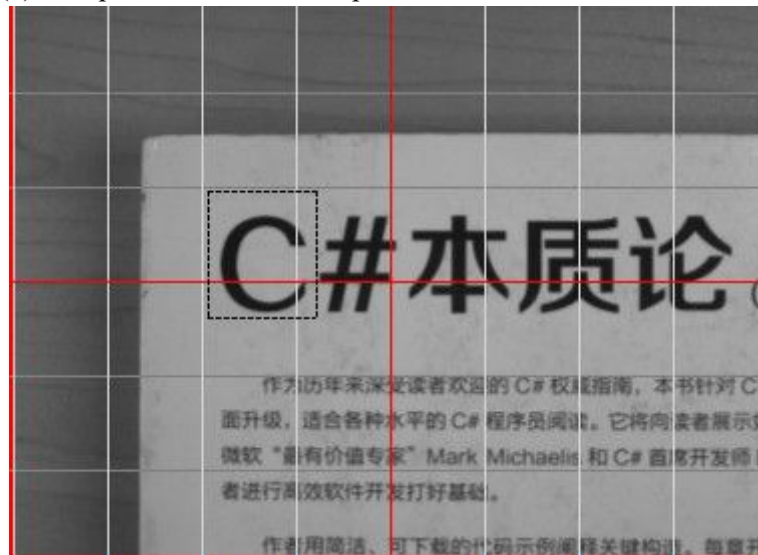 C#本质论
作为历年来深受读者欢迎的 C# 权威指南，本书针对 C
面升级，适合各种水平的 C# 程序员阅读。它将向读者展示如
微软“最有价值专家”Mark Michaelis 和 C# 首席开发师
者进行高效软件开发打好基础。
作者用简洁、可下载的代码示例阐释关键构造，每章开